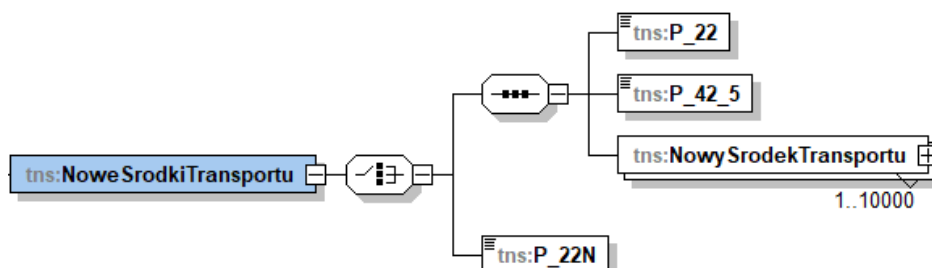 tns:P_22
tns:P_42_5
tns:NowySrodekTransportu
tns:NoweSrodkiTransportu
1..10000
tns:P_22N